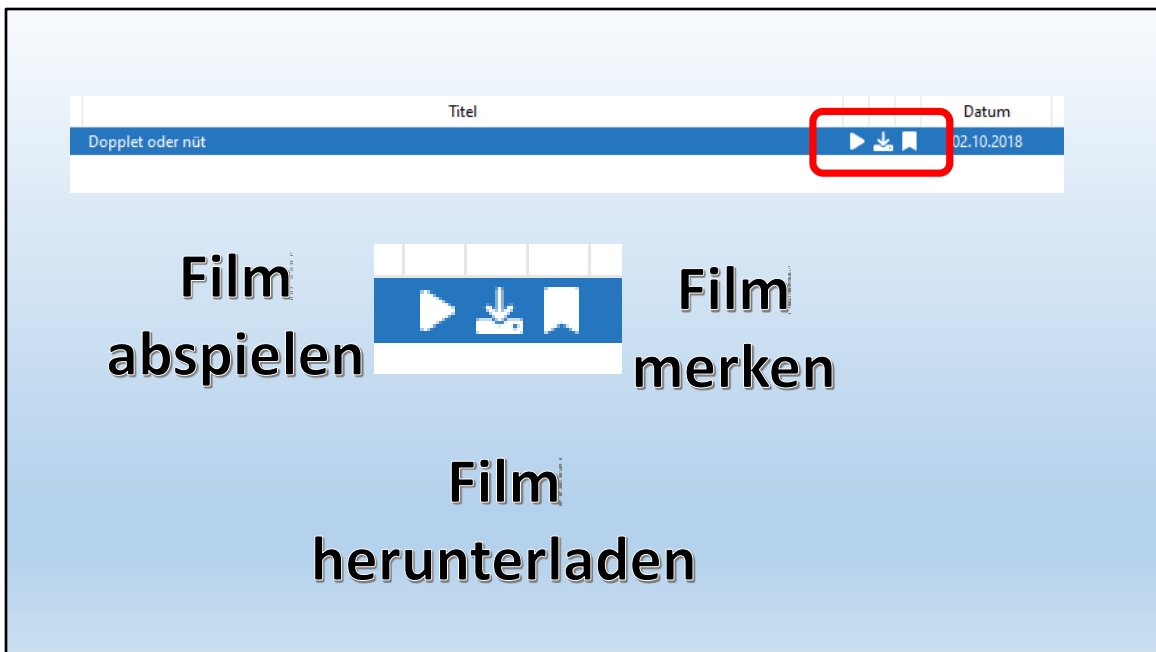 Titel Datum
Dopplet oder nüt 02.10.2018
Film
abspielen
Film
merken
Film
herunterladen